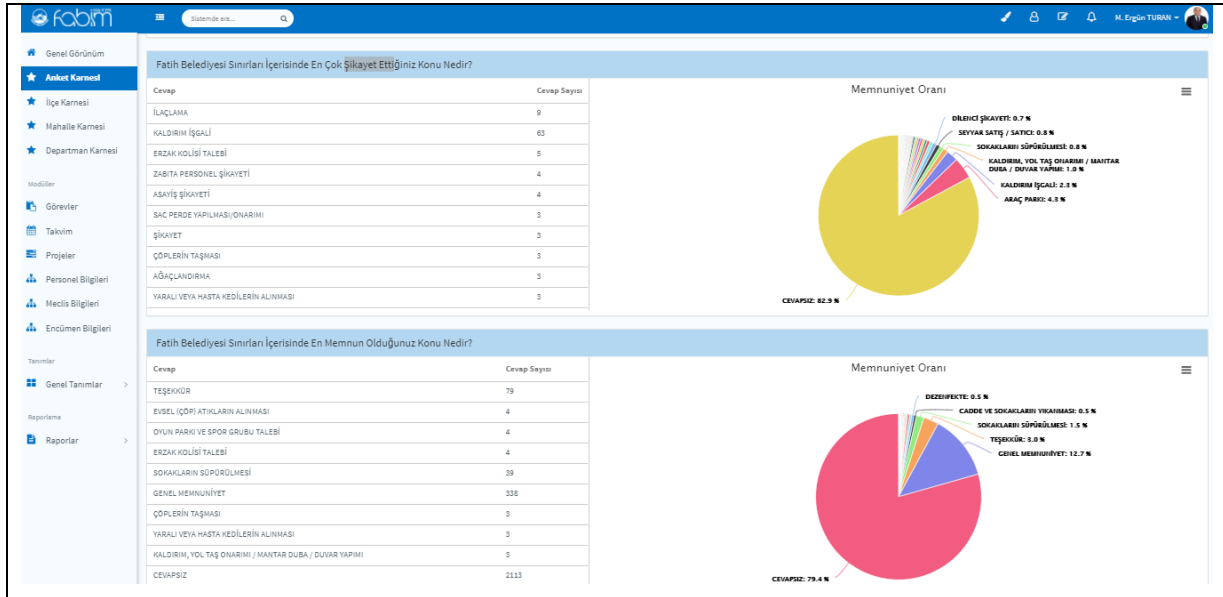 fabim
Sistemde ara...
M. Ergün TURAN
Genel Görünüm
Anket Karnesi
İlçe Karnesi
Mahalle Karnesi
Departman Karnesi
Modüller
Görevler
Takvim
Projeler
Personel Bilgileri
Meclis Bilgileri
Encümen Bilgileri
Tanımlar
Genel Tanımlar
Raporlama
Raporlar
Fatih Belediyesi Sınırları İçerisinde En Çok Şikayet Ettiğiniz Konu Nedir?
Cevap Cevap Sayısı
İLAÇLAMA 9
KALDIRIM İŞGALİ 63
ERZAK KOLİSİ TALEBİ 5
ZABITA PERSONEL ŞİKAYETİ 4
ASAYİŞ ŞİKAYETİ 4
SAC PERDE YAPILMASI/ONARIMI 3
ŞİKAYET 3
ÇÖPLERİN TAŞMASI 3
AĞAÇLANDIRMA 3
YARALI VEYA HASTA KEDİLERİN ALINMASI 3
Memnuniyet Oranı
DİLENCİ ŞİKAYETİ: 0.7 %
SEYYAR SATIŞ / SATICI: 0.8 %
SOKAKLARIN SÜPÜRÜLMESİ: 0.8 %
KALDIRIM, YOL TAŞ ONARIMI / MANTAR
DUBA / DUVAR YAPIMI: 1.0 %
KALDIRIM İŞGALİ: 2.3 %
ARAÇ PARKI: 4.3 %
CEVAPSIZ: 82.9 %
Fatih Belediyesi Sınırları İçerisinde En Memnun Olduğunuz Konu Nedir?
Cevap Cevap Sayısı
TEŞEKKÜR 79
EVSEL (ÇÖP) ATIKLARIN ALINMASI 4
OYUN PARKI VE SPOR GRUBU TALEBİ 4
ERZAK KOLİSİ TALEBİ 4
SOKAKLARIN SÜPÜRÜLMESİ 39
GENEL MEMNUNİYET 338
ÇÖPLERİN TAŞMASI 3
YARALI VEYA HASTA KEDİLERİN ALINMASI 3
KALDIRIM, YOL TAŞ ONARIMI / MANTAR DUBA / DUVAR YAPIMI 3
CEVAPSIZ 2113
Memnuniyet Oranı
DEZENFEKTE: 0.5 %
CADDE VE SOKAKLARIN YIKANMASI: 0.5 %
SOKAKLARIN SÜPÜRÜLMESİ: 1.5 %
TEŞEKKÜR: 3.0 %
GENEL MEMNUNİYET: 12.7 %
CEVAPSIZ: 79.4 %